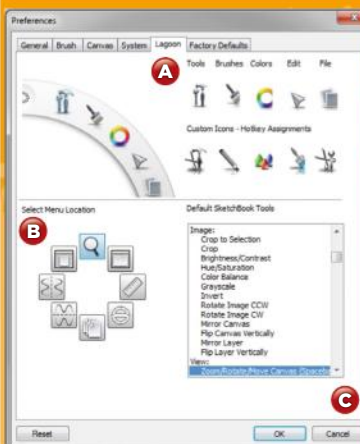 Preferences
General Brush Canvas System Lagoon Factory Defaults
A
Tools Brushes Colors Edit File
Custom Icons - Hotkey Assignments
Select Menu Location
Default SketchBook Tools
B
Image:
Crop to Selection
Crop
Brightness/Contrast
Hue/Saturation
Color Balance
Grayscale
Invert
Rotate Image CCW
Rotate Image CW
Mirror Canvas
Flip Canvas Vertically
Mirror Layer
Flip Layer Vertically
View:
Zoom/Rotate/Move Canvas (Spaceba
C
Reset OK Cancel